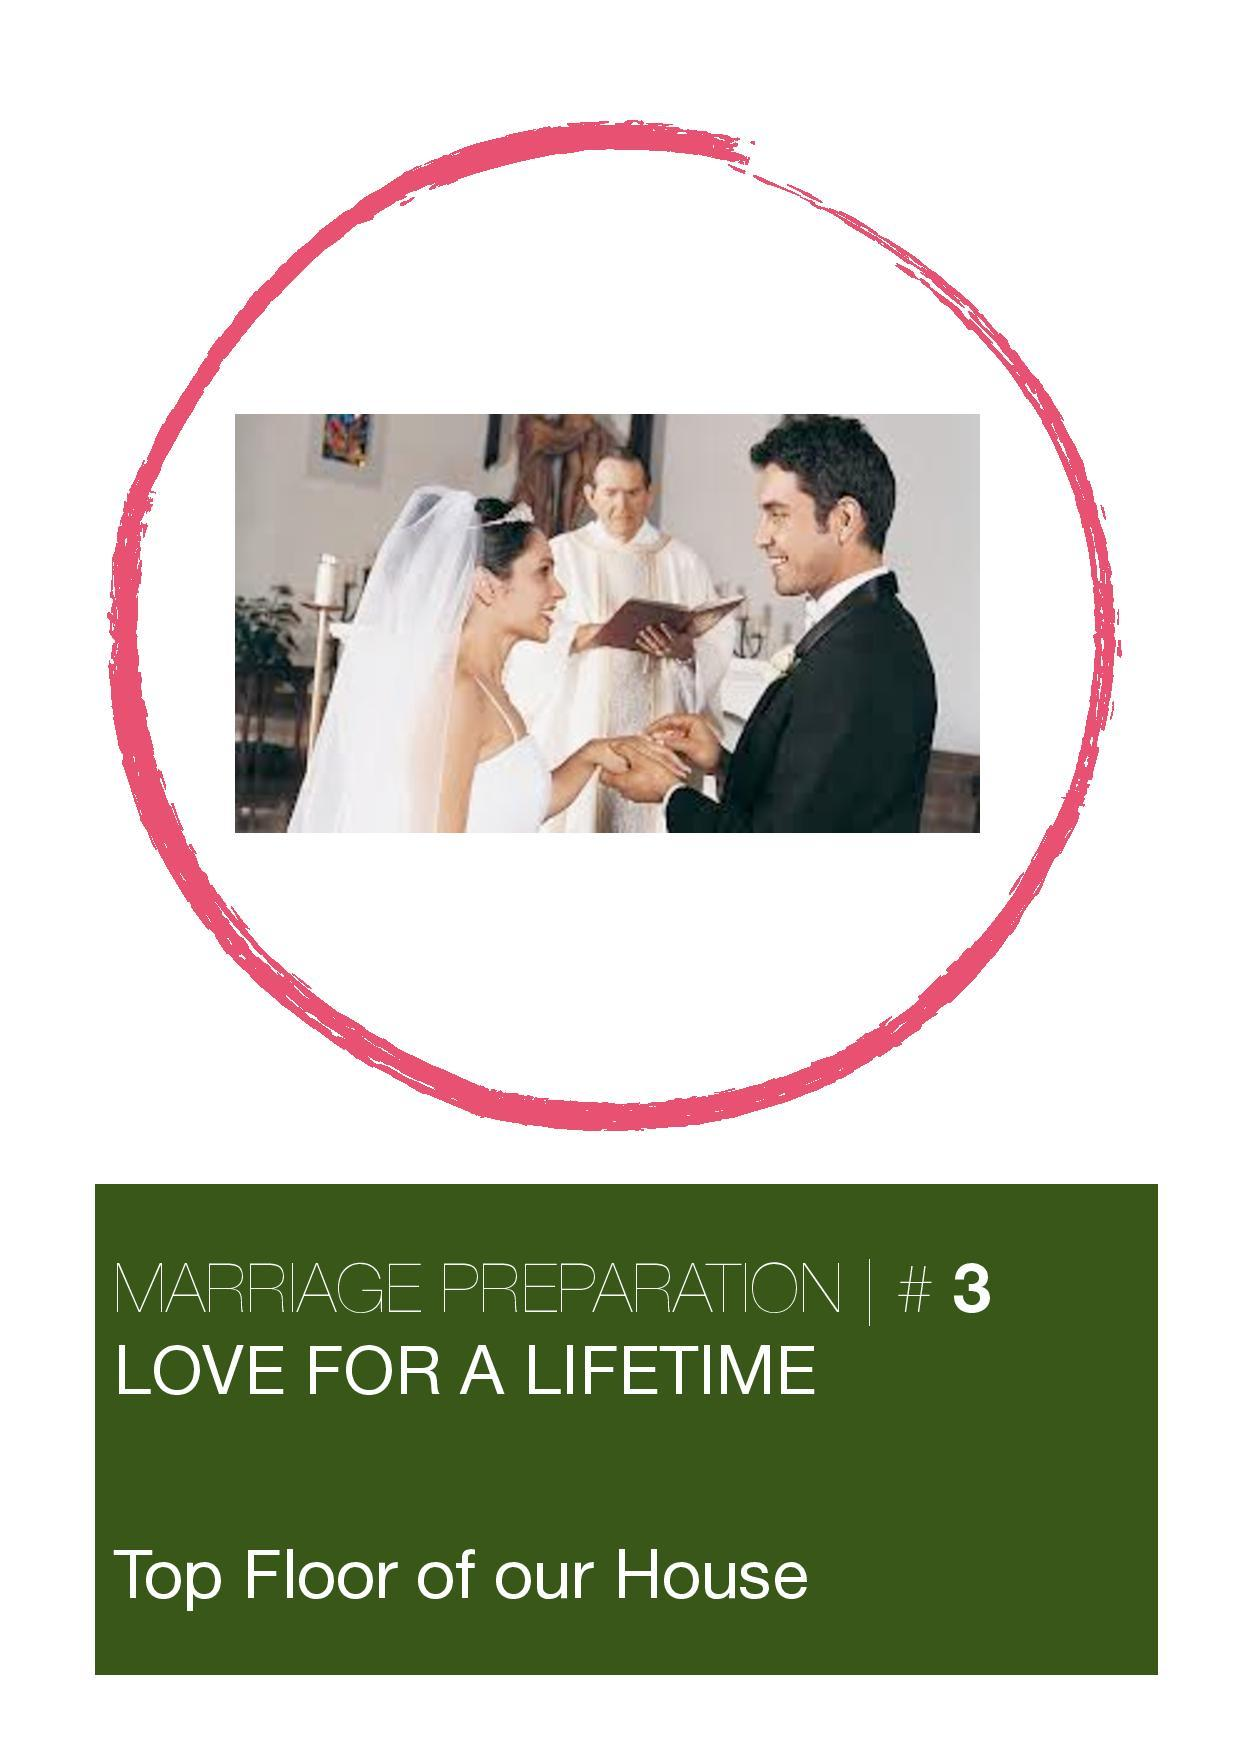 MARRIAGE PREPARATION | # 3
LOVE FOR A LIFETIME
Top Floor of our House